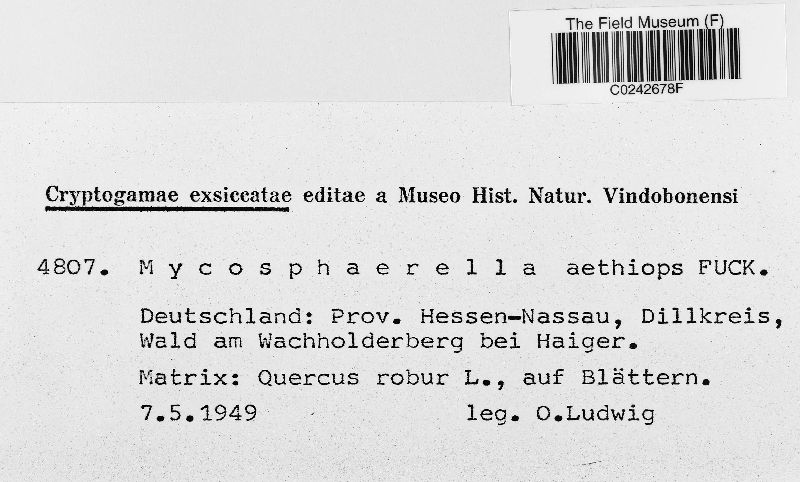 The Field Museum (F)
C0242678F
Cryptogamae exsiccatae editae a Museo Hist. Natur. Vindobonensi
4807. Mycosphaerella aethiops FUCK.
Deutschland: Prov. Hessen-Nassau, Dillkreis,
Wald am Wachholderberg bei Haiger.
Matrix: Quercus robur L., auf Blättern.
7.5.1949 leg. O.Ludwig